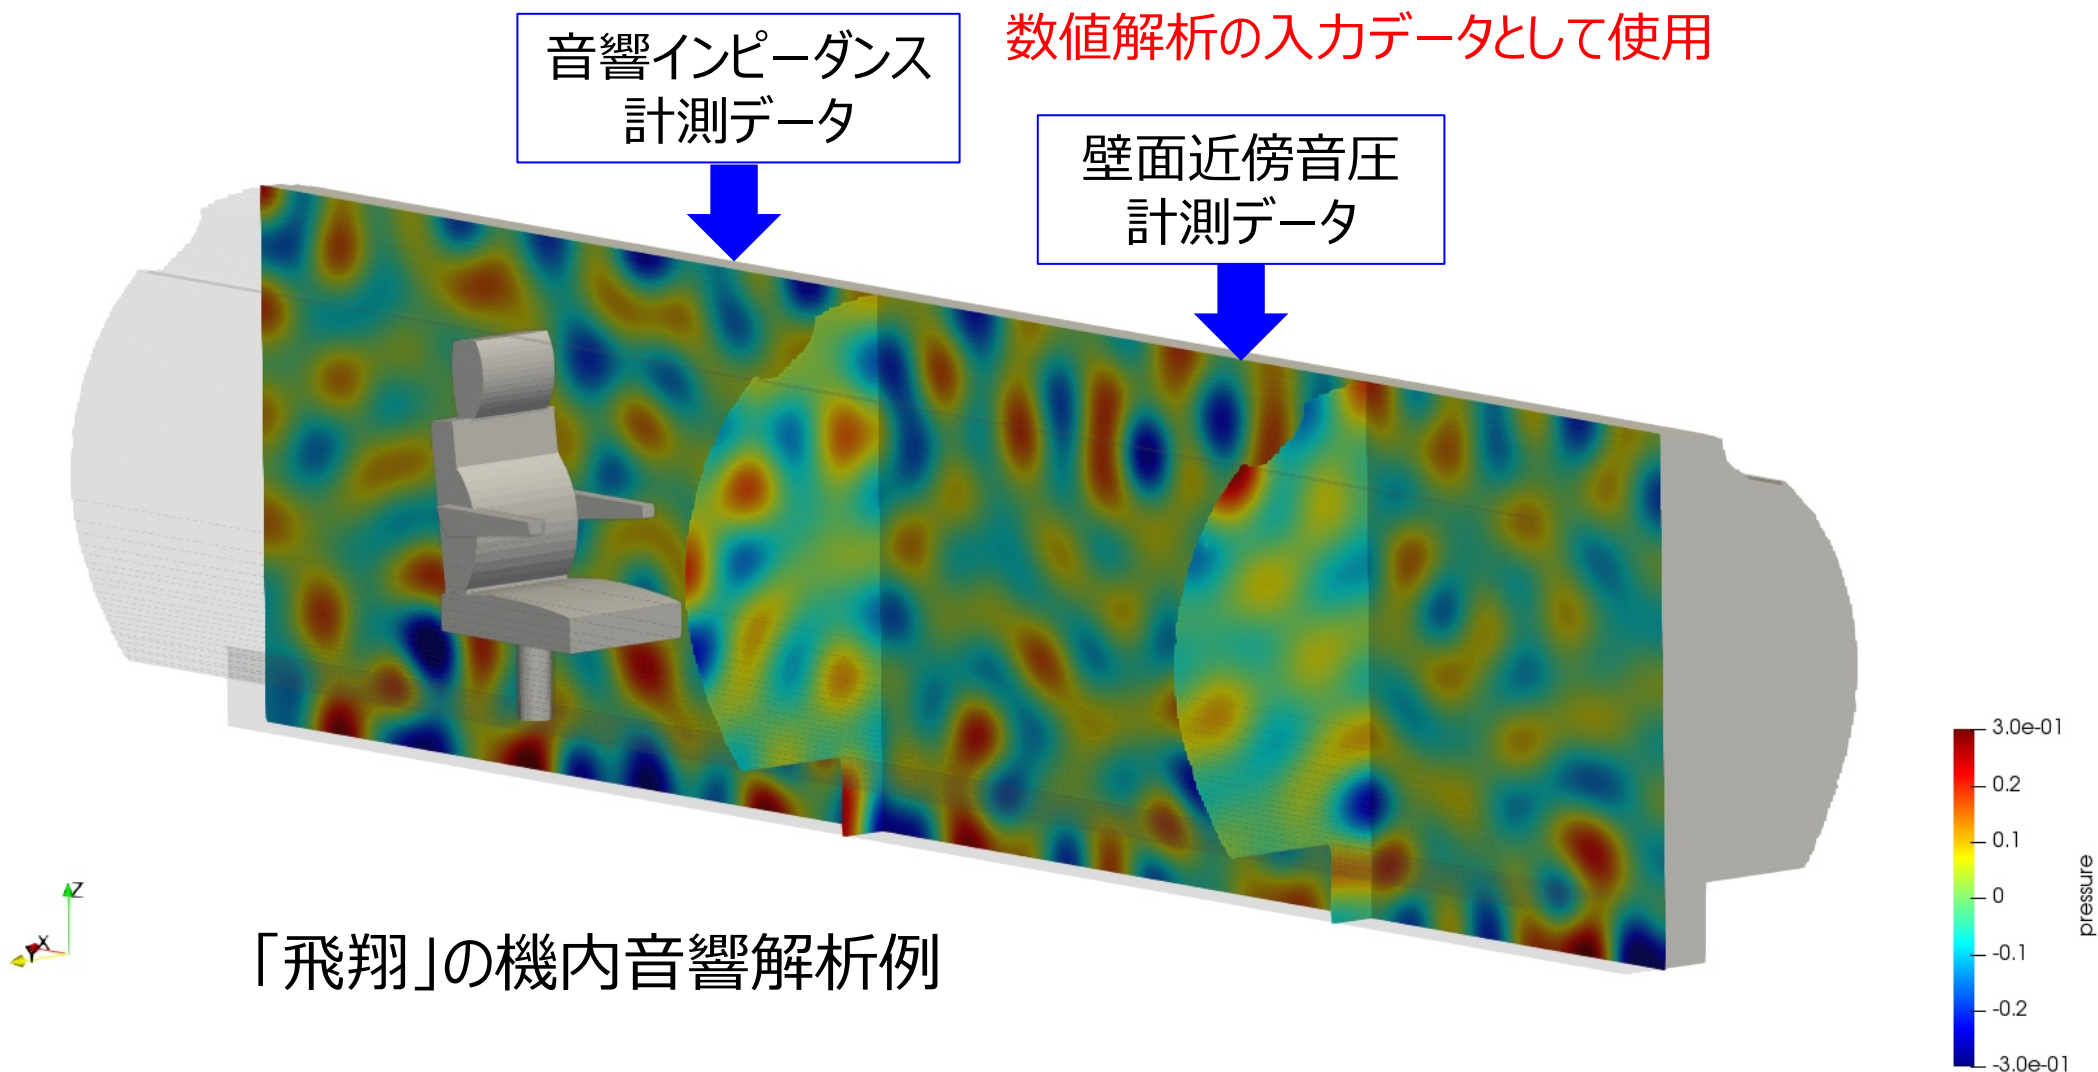 数値解析の入力データとして使用
音響インピーダンス
計測データ
壁面近傍音圧
計測データ
「飛翔」の機内音響解析例
Z
X
Y
3.0e-01
0.2
0.1
0
-0.1
-0.2
-3.0e-01
pressure